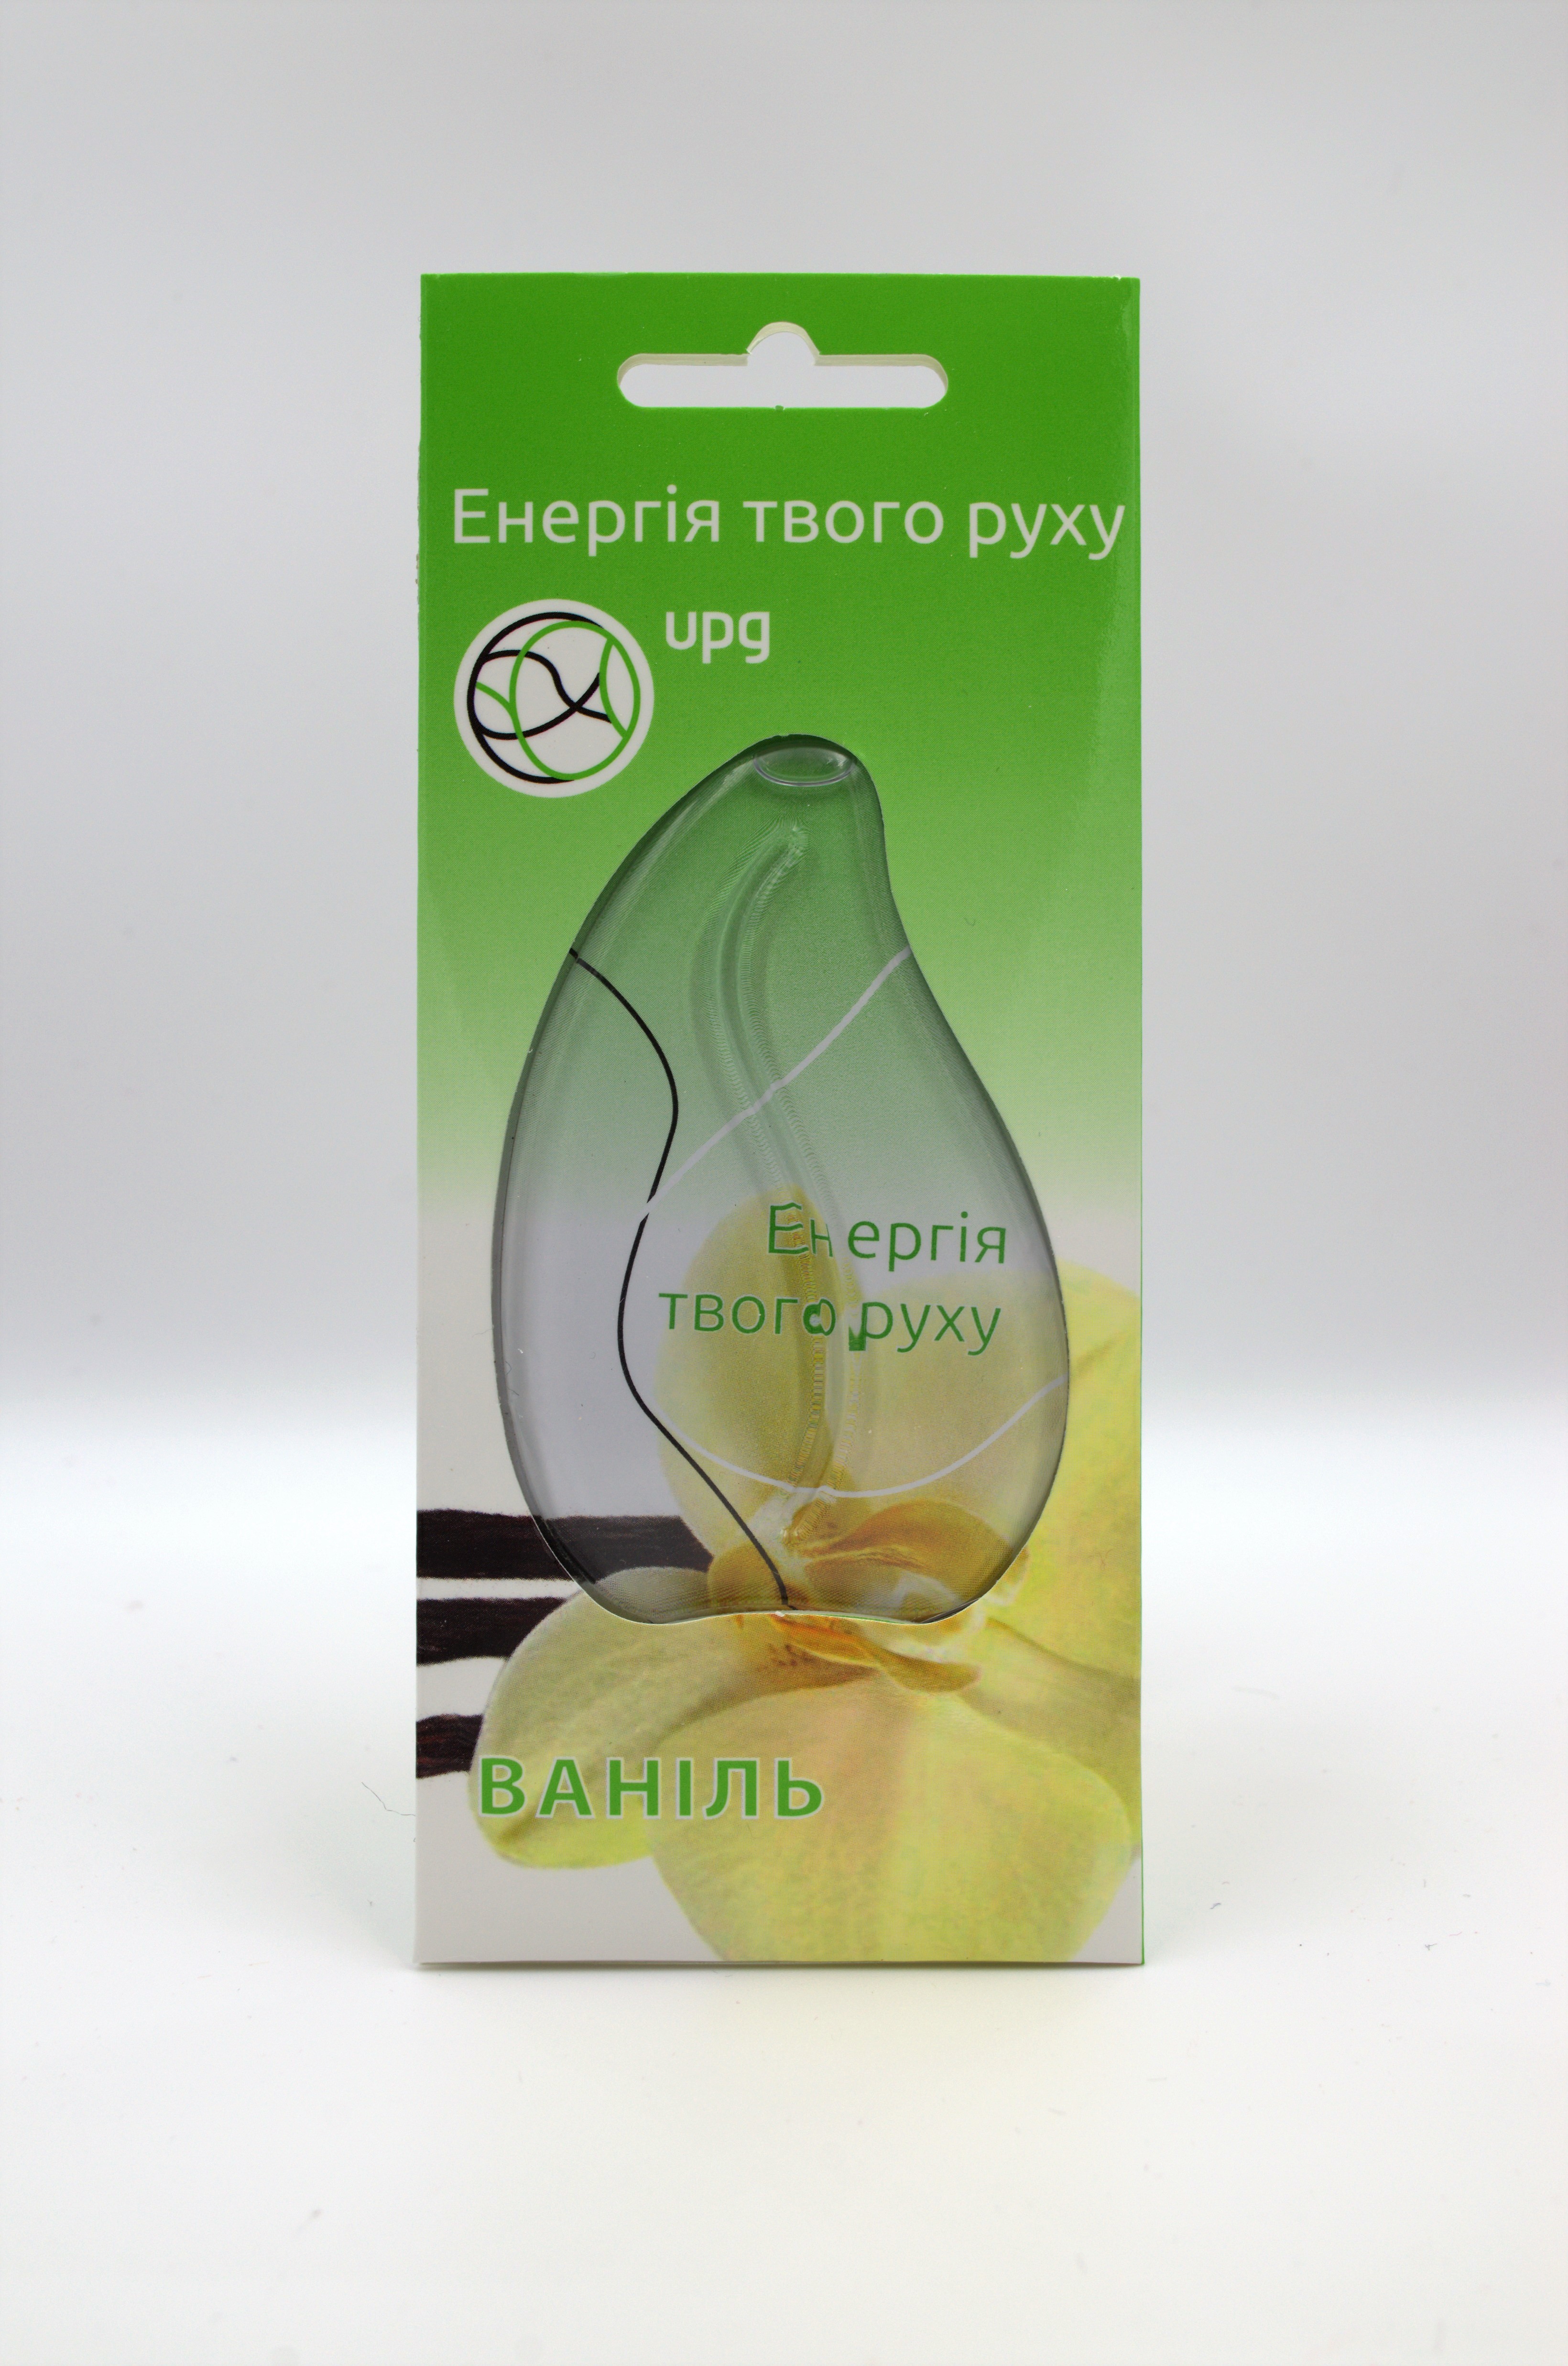 Енергія твого руху
upg
Енергія
твого руху
ВАНІЛЬ